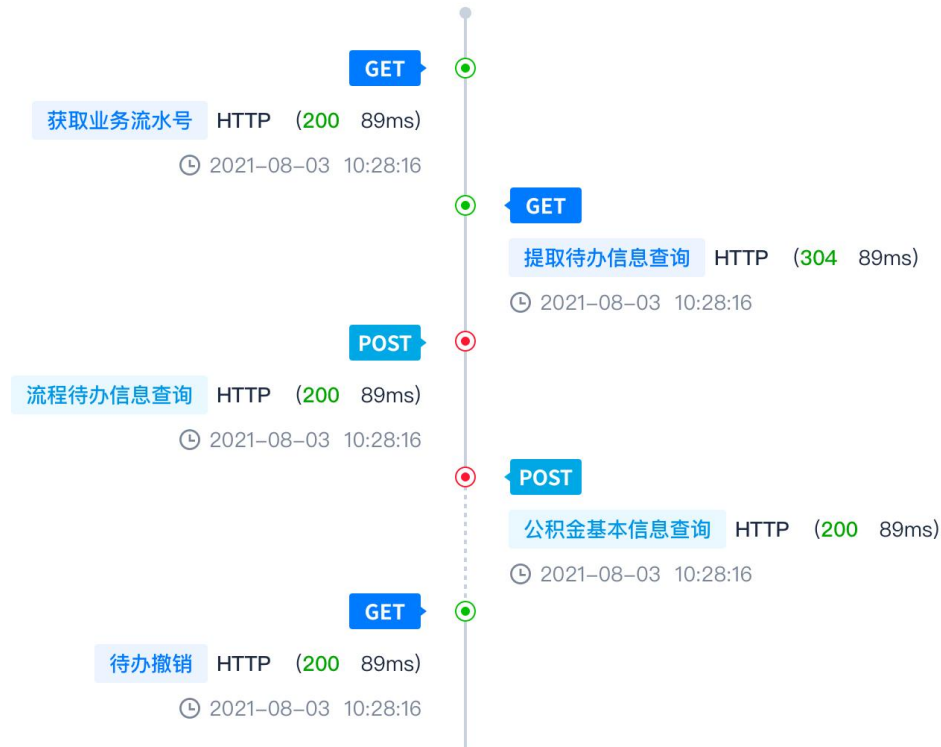 GET
获取业务流水号 HTTP (200 89ms)
2021-08-03 10:28:16
GET
提取待办信息查询 HTTP (304 89ms)
2021-08-03 10:28:16
POST
流程待办信息查询 HTTP (200 89ms)
2021-08-03 10:28:16
POST
公积金基本信息查询 HTTP (200 89ms)
2021-08-03 10:28:16
GET
待办撤销 HTTP (200 89ms)
2021-08-03 10:28:16